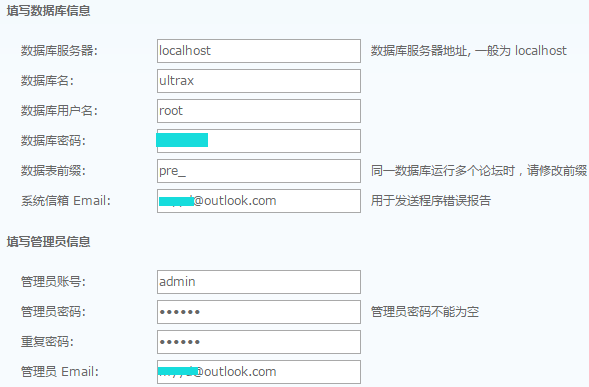 填写数据库信息
数据库服务器: localhost 数据库服务器地址, 一般为 localhost
数据库名: ultrax
数据库用户名: root
数据库密码:
数据表前缀: pre_ 同一数据库运行多个论坛时，请修改前缀
系统信箱 Email: @outlook.com 用于发送程序错误报告
填写管理员信息
管理员账号: admin
管理员密码: •••••• 管理员密码不能为空
重复密码: ••••••
管理员 Email: @outlook.com